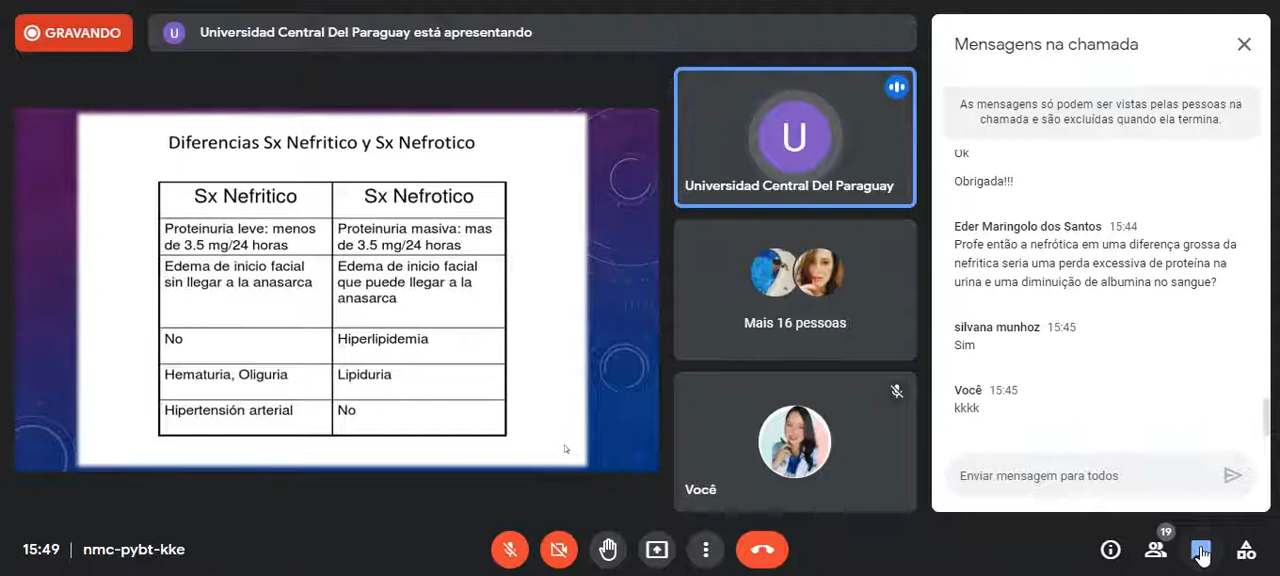 GRAVANDO
U
Universidad Central Del Paraguay está apresentando
Diferencias Sx Nefritico y Sx Nefrotico
Sx Nefritico
Sx Nefrotico
Proteinuria leve: menos
de 3.5 mg/24 horas
Proteinuria masiva: mas
de 3.5 mg/24 horas
Edema de inicio facial
sin llegar a la anasarca
Edema de inicio facial
que puede llegar a la
anasarca
No
Hiperlipidemia
Hematuria, Oliguria
Lipiduria
Hipertensión arterial
No
U
Universidad Central Del Paraguay
Mais 16 pessoas
Você
Mensagens na chamada
As mensagens só podem ser vistas pelas pessoas na
chamada e são excluídas quando ela termina.
Ok
Obrigada!!!
Eder Maringolo dos Santos 15:44
Profe então a nefrótica em uma diferença grossa da
nefritica seria uma perda excessiva de proteína na
urina e uma diminuição de albumina no sangue?
silvana munhoz 15:45
Sim
Você 15:45
kkkk
Enviar mensagem para todos
15:49 | nmc-pybt-kke
19